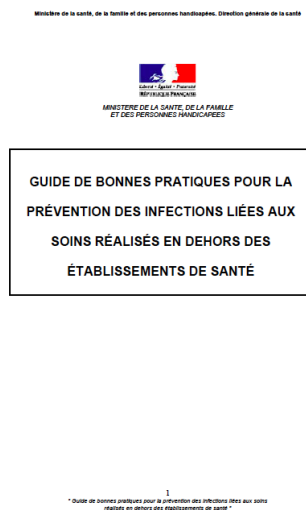 Ministère de la santé, de la famille et des personnes handicapées. Direction générale de la santé
Liberté • Égalité • Fraternité
RÉPUBLIQUE FRANÇAISE
MINISTERE DE LA SANTE, DE LA FAMILLE
ET DES PERSONNES HANDICAPEES
GUIDE DE BONNES PRATIQUES POUR LA
PRÉVENTION DES INFECTIONS LIÉES AUX
SOINS RÉALISÉS EN DEHORS DES
ÉTABLISSEMENTS DE SANTÉ
1
" Guide de bonnes pratiques pour la prévention des infections liées aux soins
réalisés en dehors des établissements de santé "